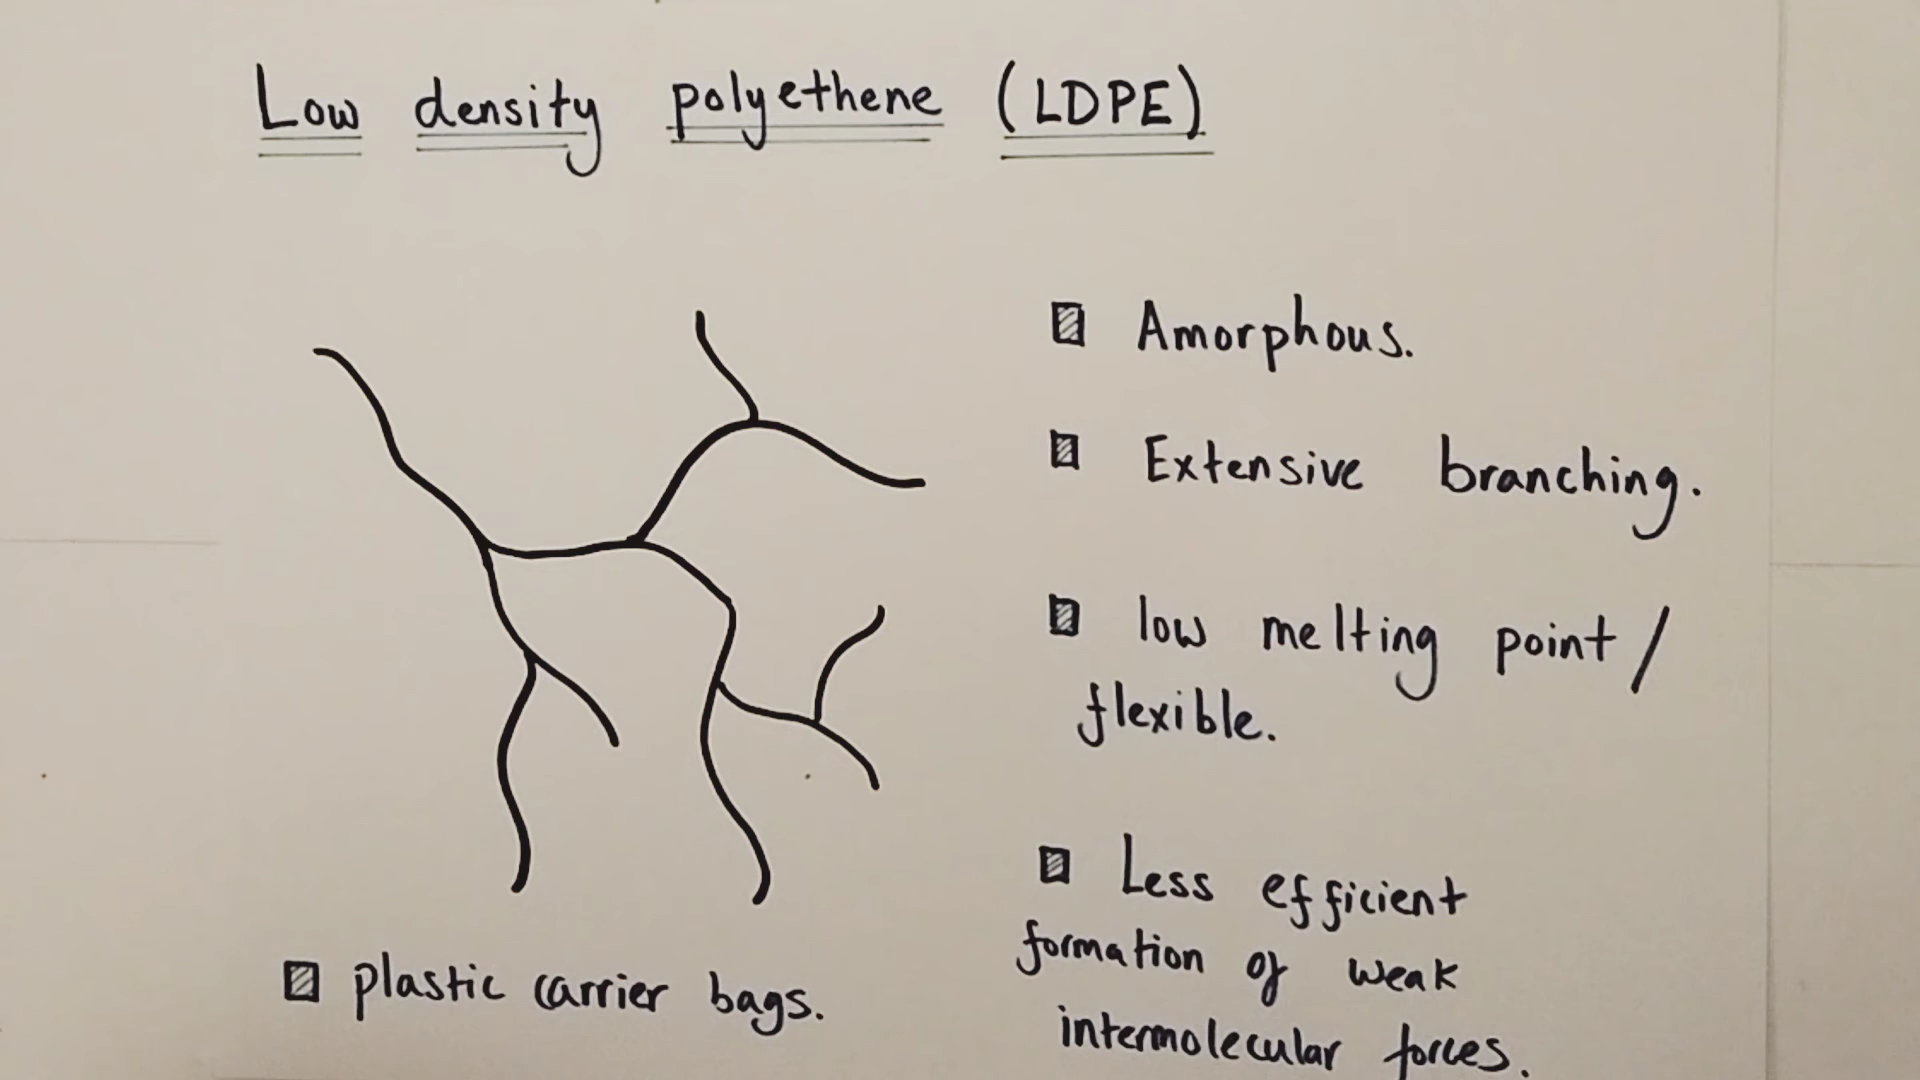 Low density polyethene (LDPE)
Amorphous.
Extensive branching.
low melting point /
flexible.
Less efficient
formation of weak
intermolecular forces.
plastic carrier bags.